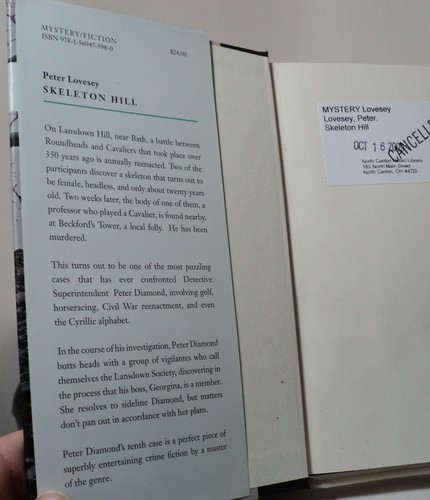 MYSTERY/FICTION
ISBN 978-1-56947-598-0
$24.00
Peter Lovesey
SKELETON HILL
On Lansdown Hill, near Bath, a battle between
Roundheads and Cavaliers that took place over
350 years ago is annually reenacted. Two of the
participants discover a skeleton that turns out to
be female, headless, and only about twenty years
old. Two weeks later, the body of one of them, a
professor who played a Cavalier, is found nearby,
at Beckford's Tower, a local folly. He has been
murdered.
This turns out to be one of the most puzzling
cases that has ever confronted Detective
Superintendent Peter Diamond, involving golf,
horseracing, Civil War reenactment, and even
the Cyrillic alphabet.
In the course of his investigation, Peter Diamond
butts heads with a group of vigilantes who call
themselves the Lansdown Society, discovering in
the process that his boss, Georgina, is a member.
She resolves to sideline Diamond, but matters
don't pan out in accordance with her plans.
Peter Diamond's tenth case is a perfect piece of
superbly entertaining crime fiction by a master
of the genre.
MYSTERY Lovesey
Lovesey, Peter.
Skeleton Hill
OCT 16
CANCELLE
North Canton Public Library
185 North Main Street
North Canton, OH 44720